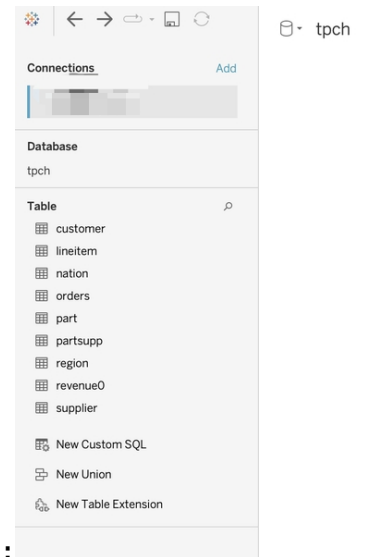 tpch
Connections Add
Database
tpch
Table
customer
lineitem
nation
orders
part
partsupp
region
revenue0
supplier
New Custom SQL
New Union
New Table Extension
: